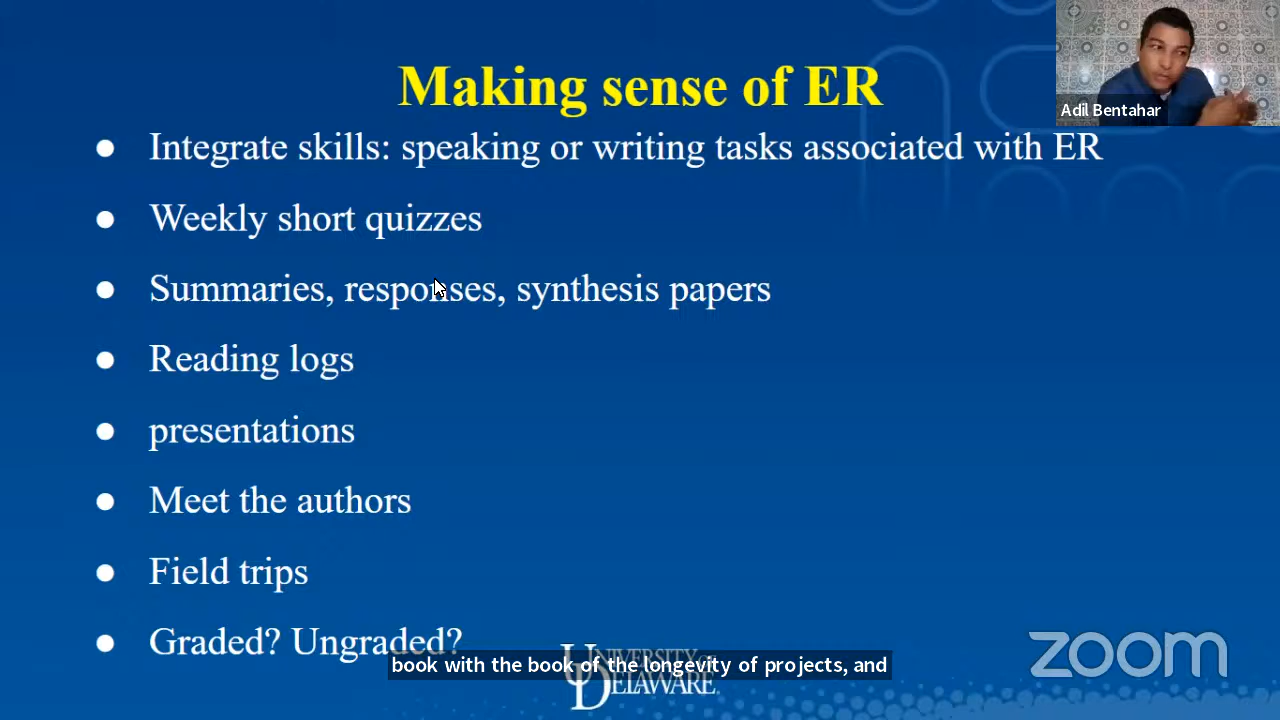 Making sense of ER
Adil Bentahar
● Integrate skills: speaking or writing tasks associated with ER
● Weekly short quizzes
● Summaries, responses, synthesis papers
● Reading logs
● presentations
● Meet the authors
● Field trips
● Graded? Ungraded?
book with the book of the longevity of projects, and
UNIVERSITY OF
DELAWARE
zoom